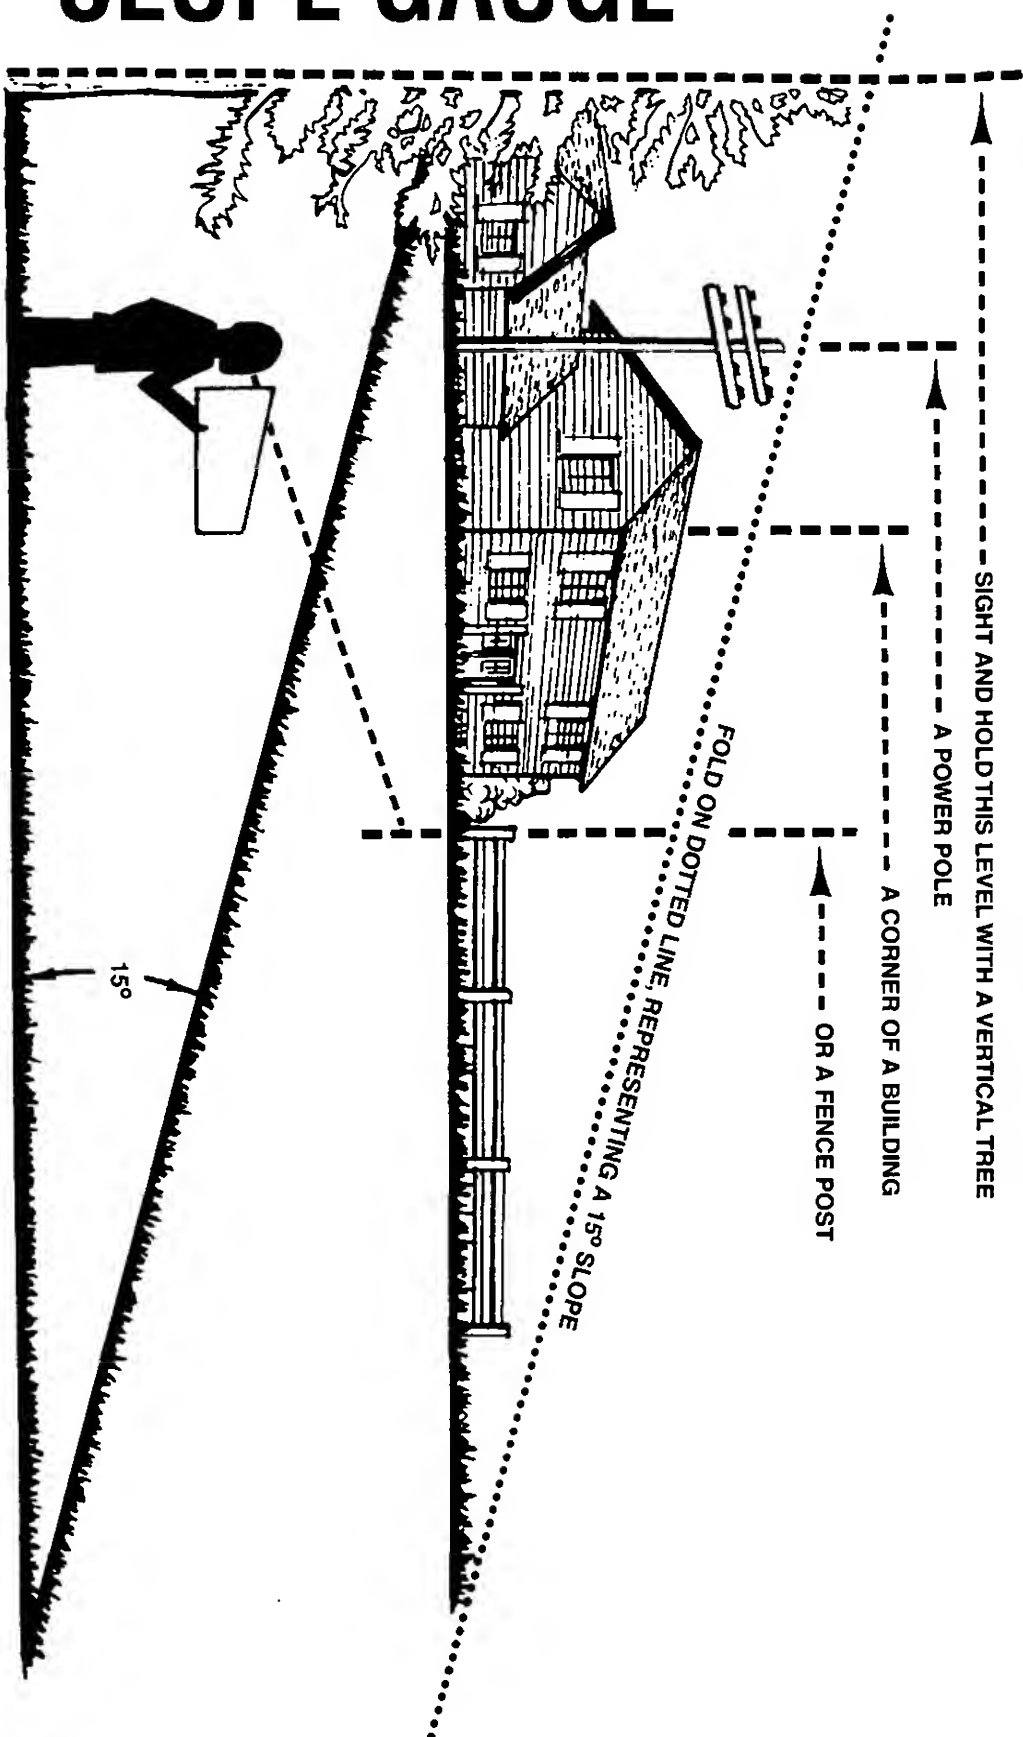 SLOPE GAUGE
SIGHT AND HOLD THIS LEVEL WITH A VERTICAL TREE
A POWER POLE
A CORNER OF A BUILDING
OR A FENCE POST
FOLD ON DOTTED LINE, REPRESENTING A 15° SLOPE
15°